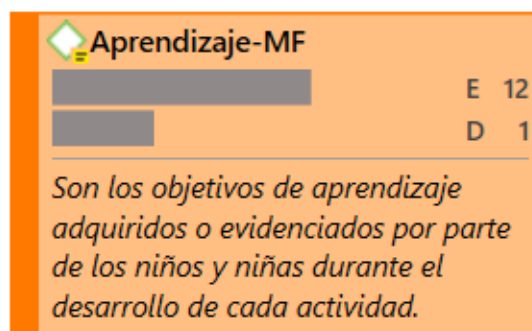 Aprendizaje-MF
E 12
D 1
Son los objetivos de aprendizaje
adquiridos o evidenciados por parte
de los niños y niñas durante el
desarrollo de cada actividad.